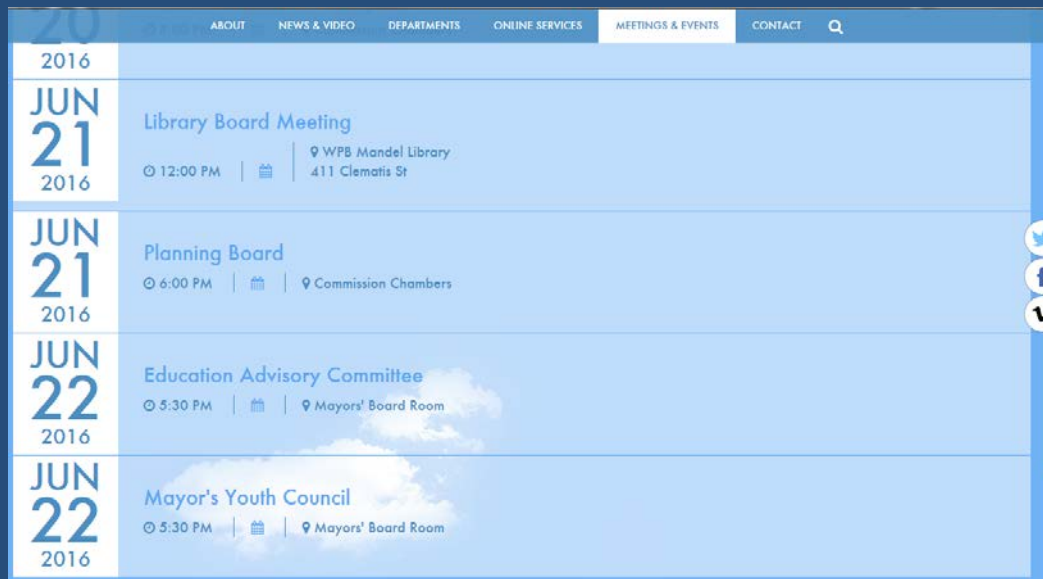 ABOUT NEWS & VIDEO DEPARTMENTS ONLINE SERVICES MEETINGS & EVENTS CONTACT
20
2016
JUN
21
2016
Library Board Meeting
12:00 PM
WPB Mandel Library
411 Clematis St
JUN
21
2016
Planning Board
6:00 PM Commission Chambers
JUN
22
2016
Education Advisory Committee
5:30 PM Mayors' Board Room
JUN
22
2016
Mayor's Youth Council
5:30 PM Mayors' Board Room